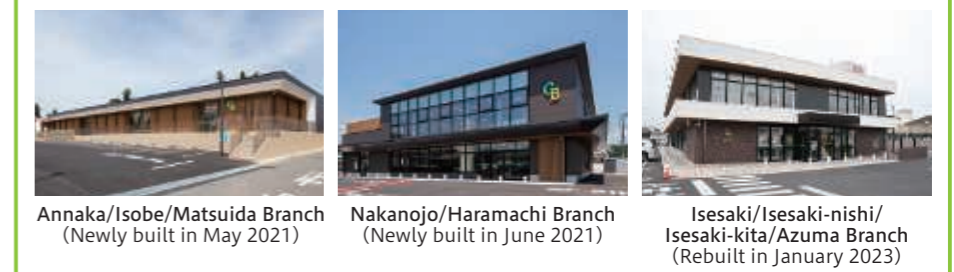 GB
Annaka/Isobe/Matsuida Branch
(Newly built in May 2021)
Nakanojo/Haramachi Branch
(Newly built in June 2021)
Isesaki/Isesaki-nishi/
Isesaki-kita/Azuma Branch
(Rebuilt in January 2023)